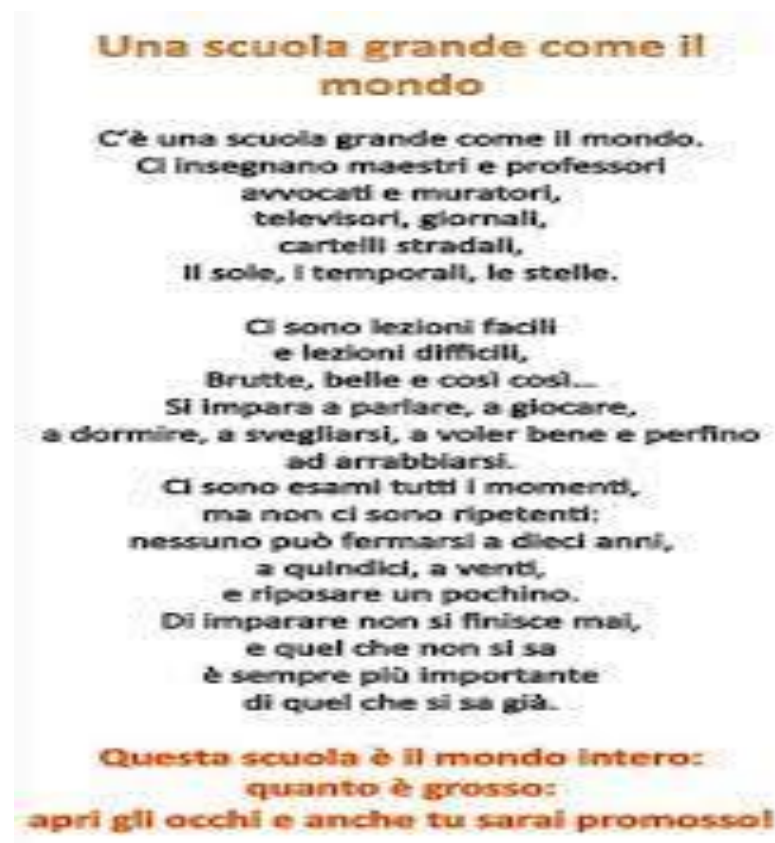 Una scuola grande come il
mondo
C'è una scuola grande come il mondo.
Ci insegnano maestri e professori
avvocati e muratori,
televisori, giornali,
cartelli stradali,
Il sole, i temporali, le stelle.
Ci sono lezioni facili
e lezioni difficili,
Brutte, belle e così così...
Si impara a parlare, a giocare,
a dormire, a svegliarsi, a voler bene e perfino
ad arrabbiarsi.
Ci sono esami tutti i momenti,
ma non ci sono ripetenti:
nessuno può fermarsi a dieci anni,
a quindici, a venti,
e riposare un pochino.
Di imparare non si finisce mai,
e quel che non si sa
è sempre più importante
di quel che si sa già.
Questa scuola è il mondo intero:
quanto è grosso:
apri gli occhi e anche tu sarai promosso!